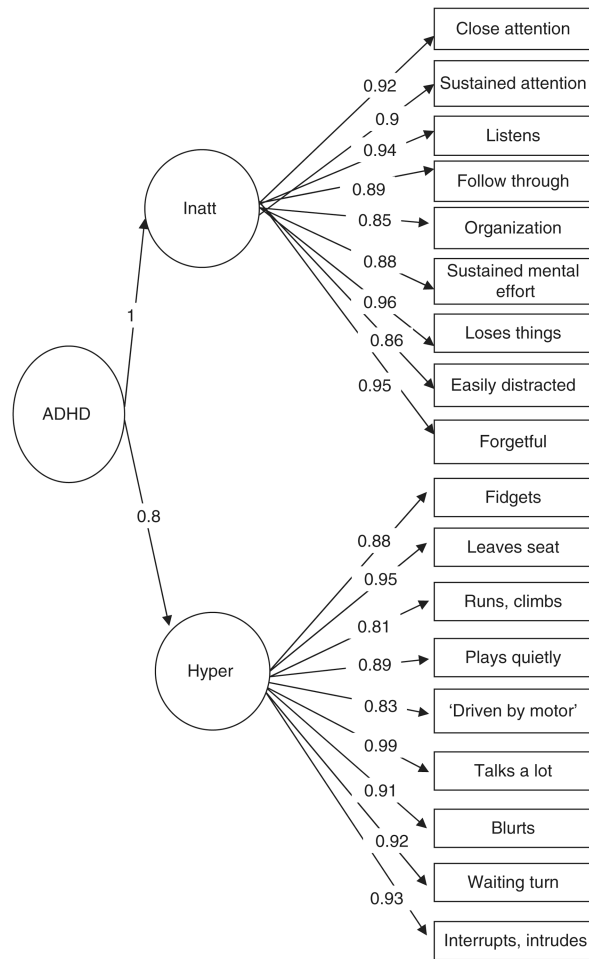 Close attention
0.92
Sustained attention
0.9
Listens
0.94
Follow through
0.89
Inatt
Organization
0.85
Sustained mental
effort
0.88
Loses things
0.96
Easily distracted
0.86
Forgetful
0.95
1
ADHD
0.8
Fidgets
0.88
Leaves seat
0.95
Runs, climbs
0.81
Hyper
Plays quietly
0.89
‘Driven by motor’
0.83
Talks a lot
0.99
Blurts
0.91
Waiting turn
0.92
Interrupts, intrudes
0.93